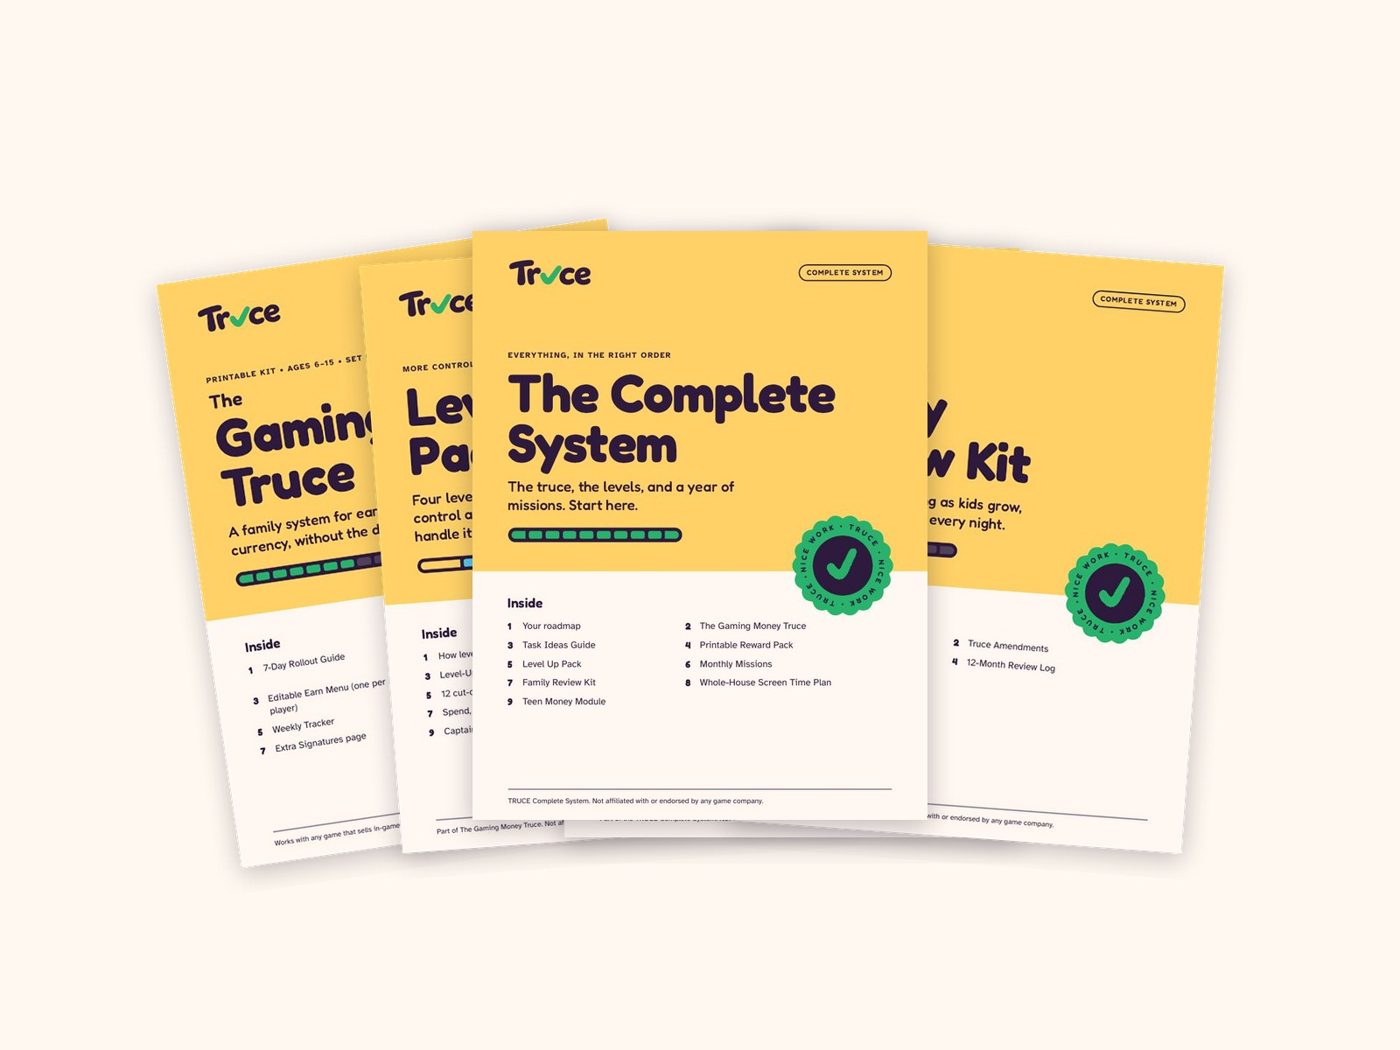 Truce
PRINTABLE KIT • AGES 6–15 • SET
The
Gaming
Truce
A family system for
currency, without the
Inside
1 7-Day Rollout Guide
3 Editable Earn Menu (one per
player)
5 Weekly Tracker
7 Extra Signatures page
Works with any game that sells in-game
Truce
MORE CONTROL
Four
control
handle it
Inside
1 How
3
5 12
7 Spend,
9
Part of The Gaming Money Truce. Not
Truce
COMPLETE SYSTEM
EVERYTHING, IN THE RIGHT ORDER
The Complete
System
The truce, the levels, and a year of
missions. Start here.
NICE WORK • TRUCE • NICE WORK • TRUCE •
Inside
1 Your roadmap
2 The Gaming Money Truce
3 Task Ideas Guide
4 Printable Reward Pack
5 Level Up Pack
6 Monthly Missions
7 Family Review Kit
8 Whole-House Screen Time Plan
9 Teen Money Module
TRUCE Complete System. Not affiliated with or endorsed by any game company.
COMPLETE SYSTEM
Kit
as kids grow,
every night.
NICE WORK • TRUCE • NICE WORK • TRUCE •
2 Truce Amendments
4 12-Month Review Log
with or endorsed by any game company.